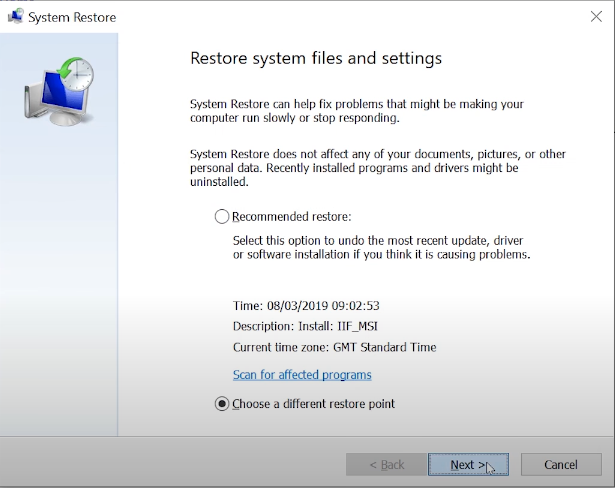 System Restore
Restore system files and settings
System Restore can help fix problems that might be making your
computer run slowly or stop responding.
System Restore does not affect any of your documents, pictures, or other
personal data. Recently installed programs and drivers might be
uninstalled.
Recommended restore:
Select this option to undo the most recent update, driver
or software installation if you think it is causing problems.
Time: 08/03/2019 09:02:53
Description: Install: IIF_MSI
Current time zone: GMT Standard Time
Scan for affected programs
Choose a different restore point
< Back
Next >
Cancel